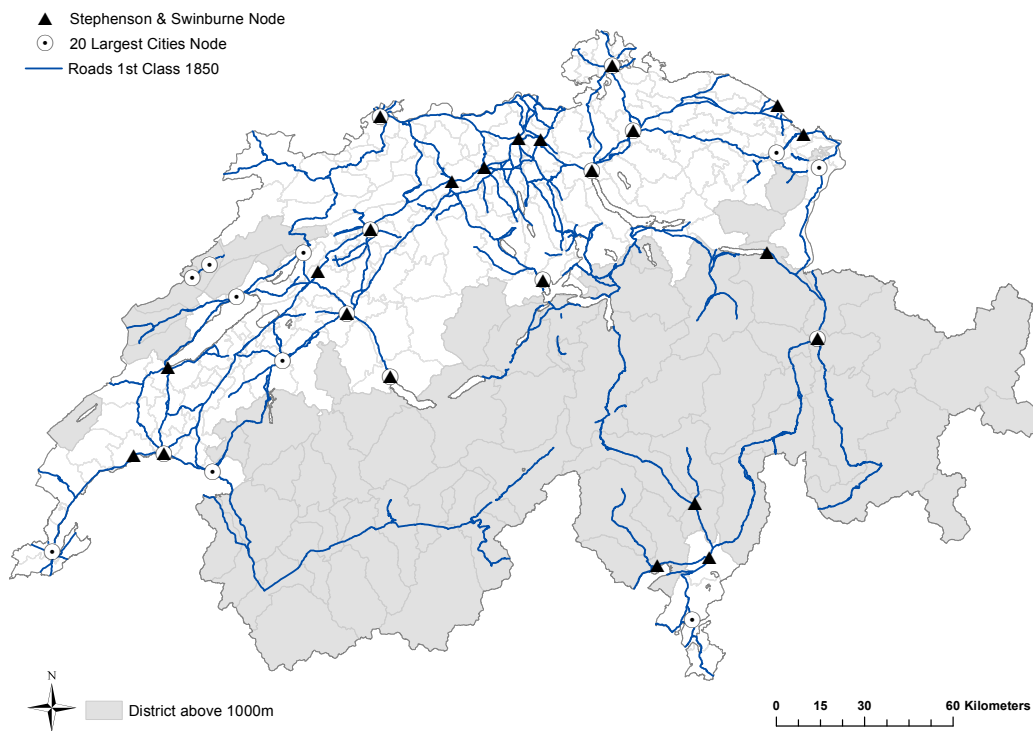 Stephenson & Swinburne Node
20 Largest Cities Node
Roads 1st Class 1850
N
District above 1000m
0 15 30 60 Kilometers